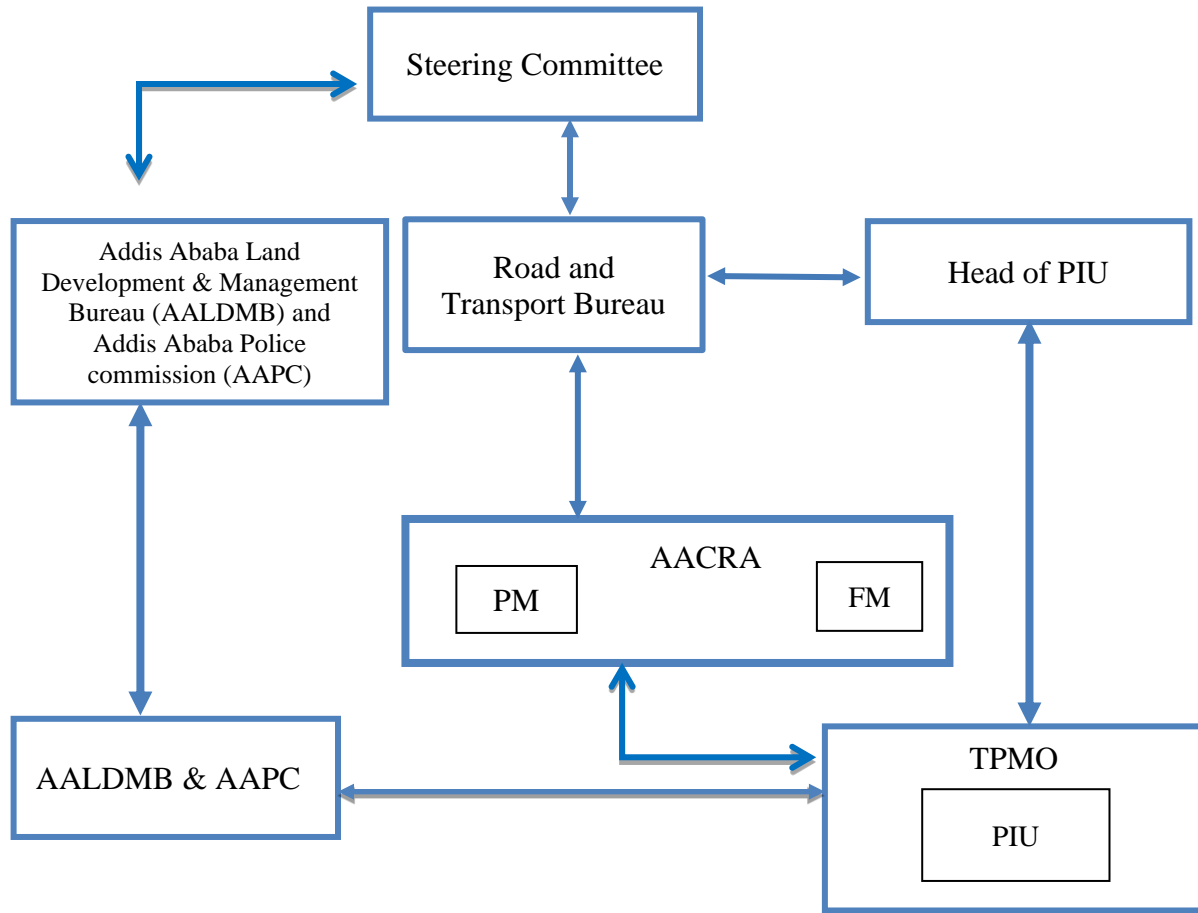 Steering Committee
Addis Ababa Land
Development & Management
Bureau (AALDMB) and
Addis Ababa Police
commission (AAPC)
Road and
Transport Bureau
Head of PIU
AACRA
PM
FM
AALDMB & AAPC
TPMO
PIU